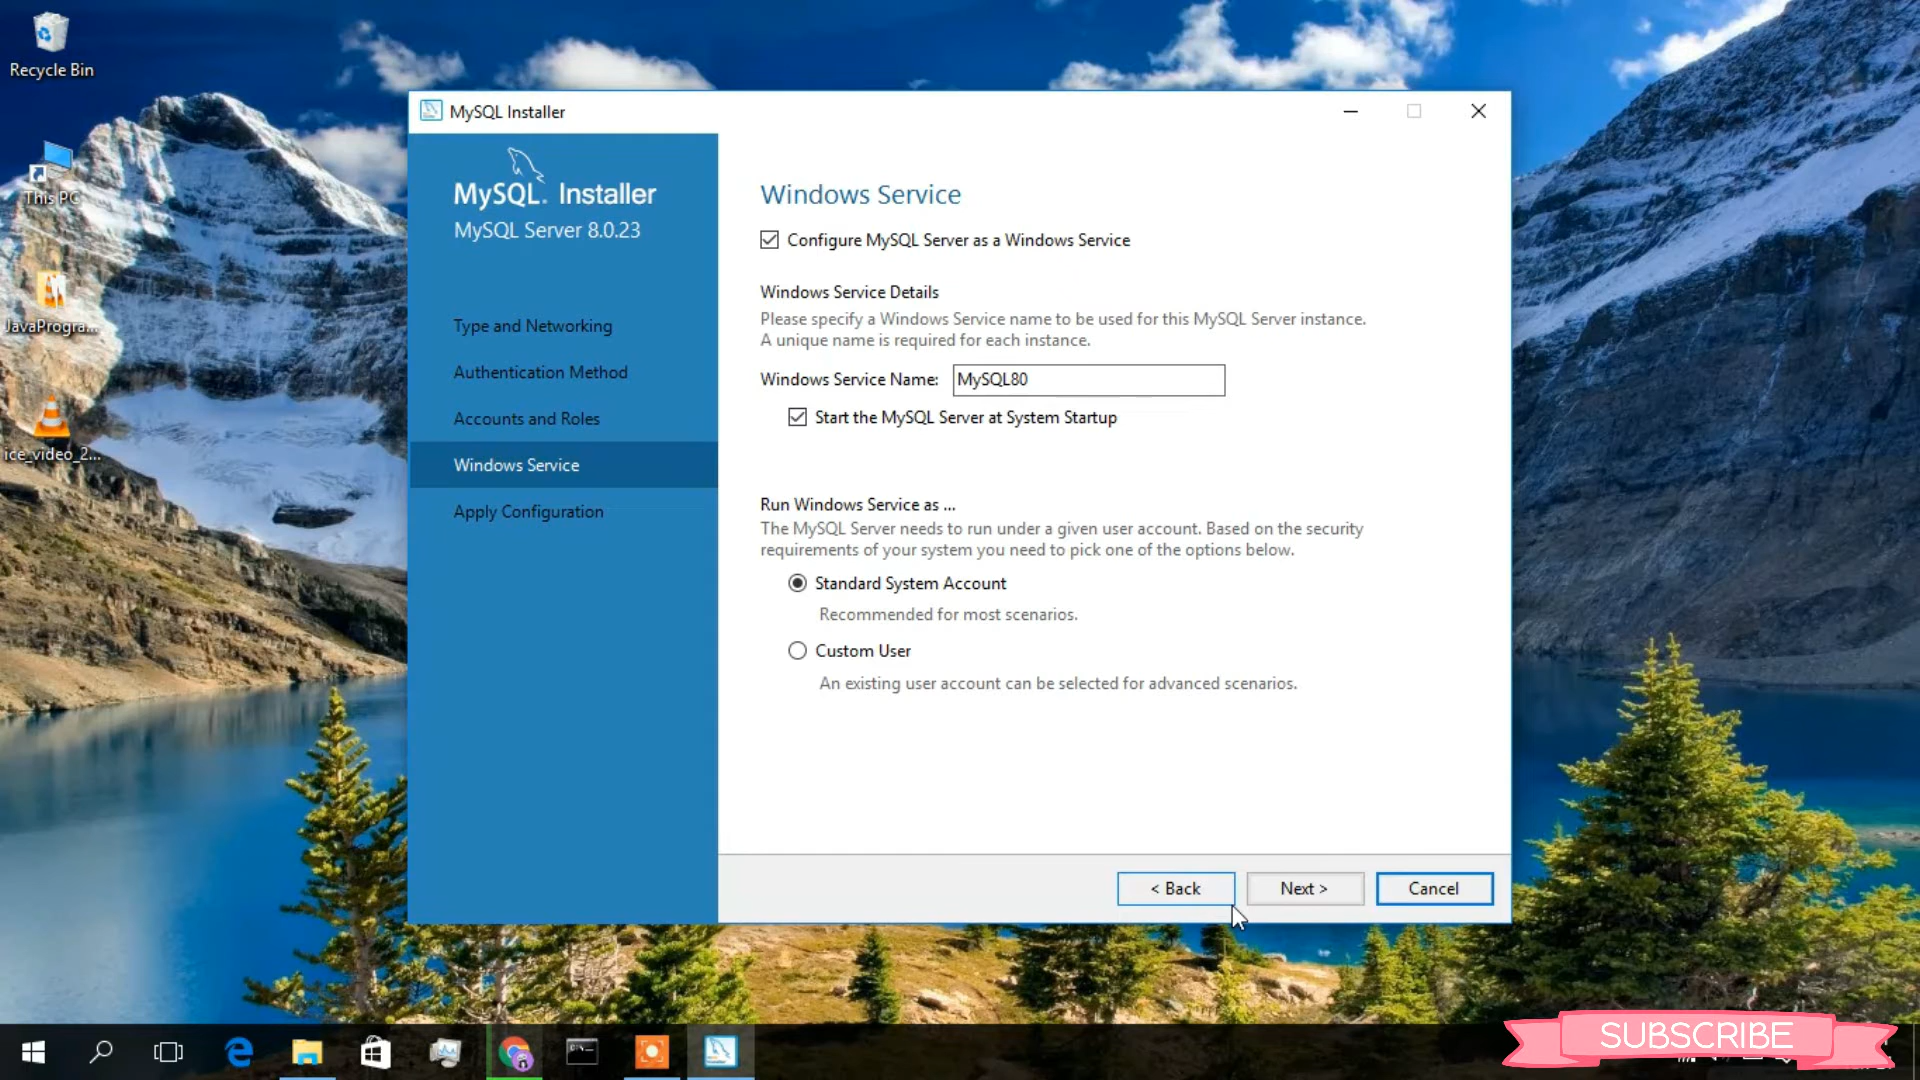 Recycle Bin
This PC
JavaProgra...
ice_video_2...
MySQL Installer
MySQL. Installer
MySQL Server 8.0.23
Type and Networking
Authentication Method
Accounts and Roles
Windows Service
Apply Configuration
Windows Service
Configure MySQL Server as a Windows Service
Windows Service Details
Please specify a Windows Service name to be used for this MySQL Server instance.
A unique name is required for each instance.
Windows Service Name: MySQL80
Start the MySQL Server at System Startup
Run Windows Service as ...
The MySQL Server needs to run under a given user account. Based on the security
requirements of your system you need to pick one of the options below.
Standard System Account
Recommended for most scenarios.
Custom User
An existing user account can be selected for advanced scenarios.
< Back
Next >
Cancel
SUBSCRIBE